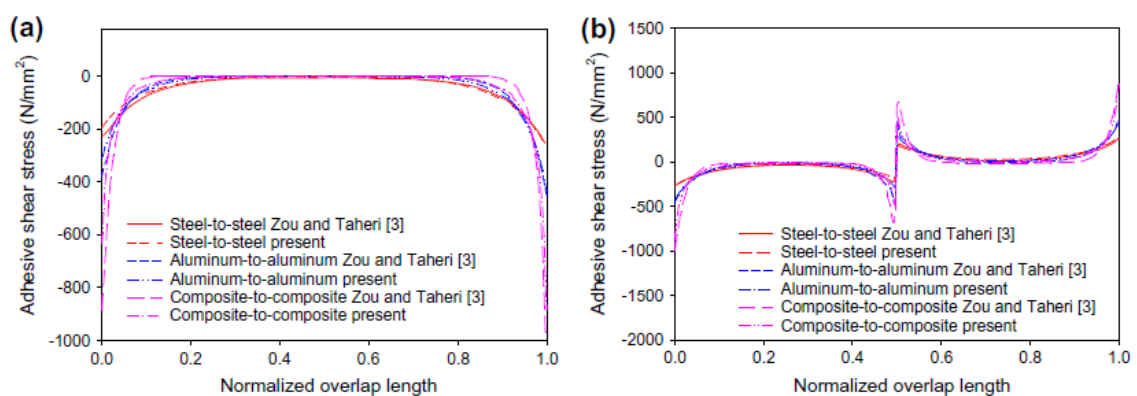 (a)
Adhesive shear stress (N/mm²)
0
-200
-400
-600
-800
-1000
Steel-to-steel Zou and Taheri [3]
Steel-to-steel present
Aluminum-to-aluminum Zou and Taheri [3]
Aluminum-to-aluminum present
Composite-to-composite Zou and Taheri [3]
Composite-to-composite present
0.0 0.2 0.4 0.6 0.8 1.0
Normalized overlap length
(b)
Adhesive shear stress (N/mm²)
1500
1000
500
0
-500
-1000
-1500
-2000
Steel-to-steel Zou and Taheri [3]
Steel-to-steel present
Aluminum-to-aluminum Zou and Taheri [3]
Aluminum-to-aluminum present
Composite-to-composite Zou and Taheri [3]
Composite-to-composite present
0.0 0.2 0.4 0.6 0.8 1.0
Normalized overlap length